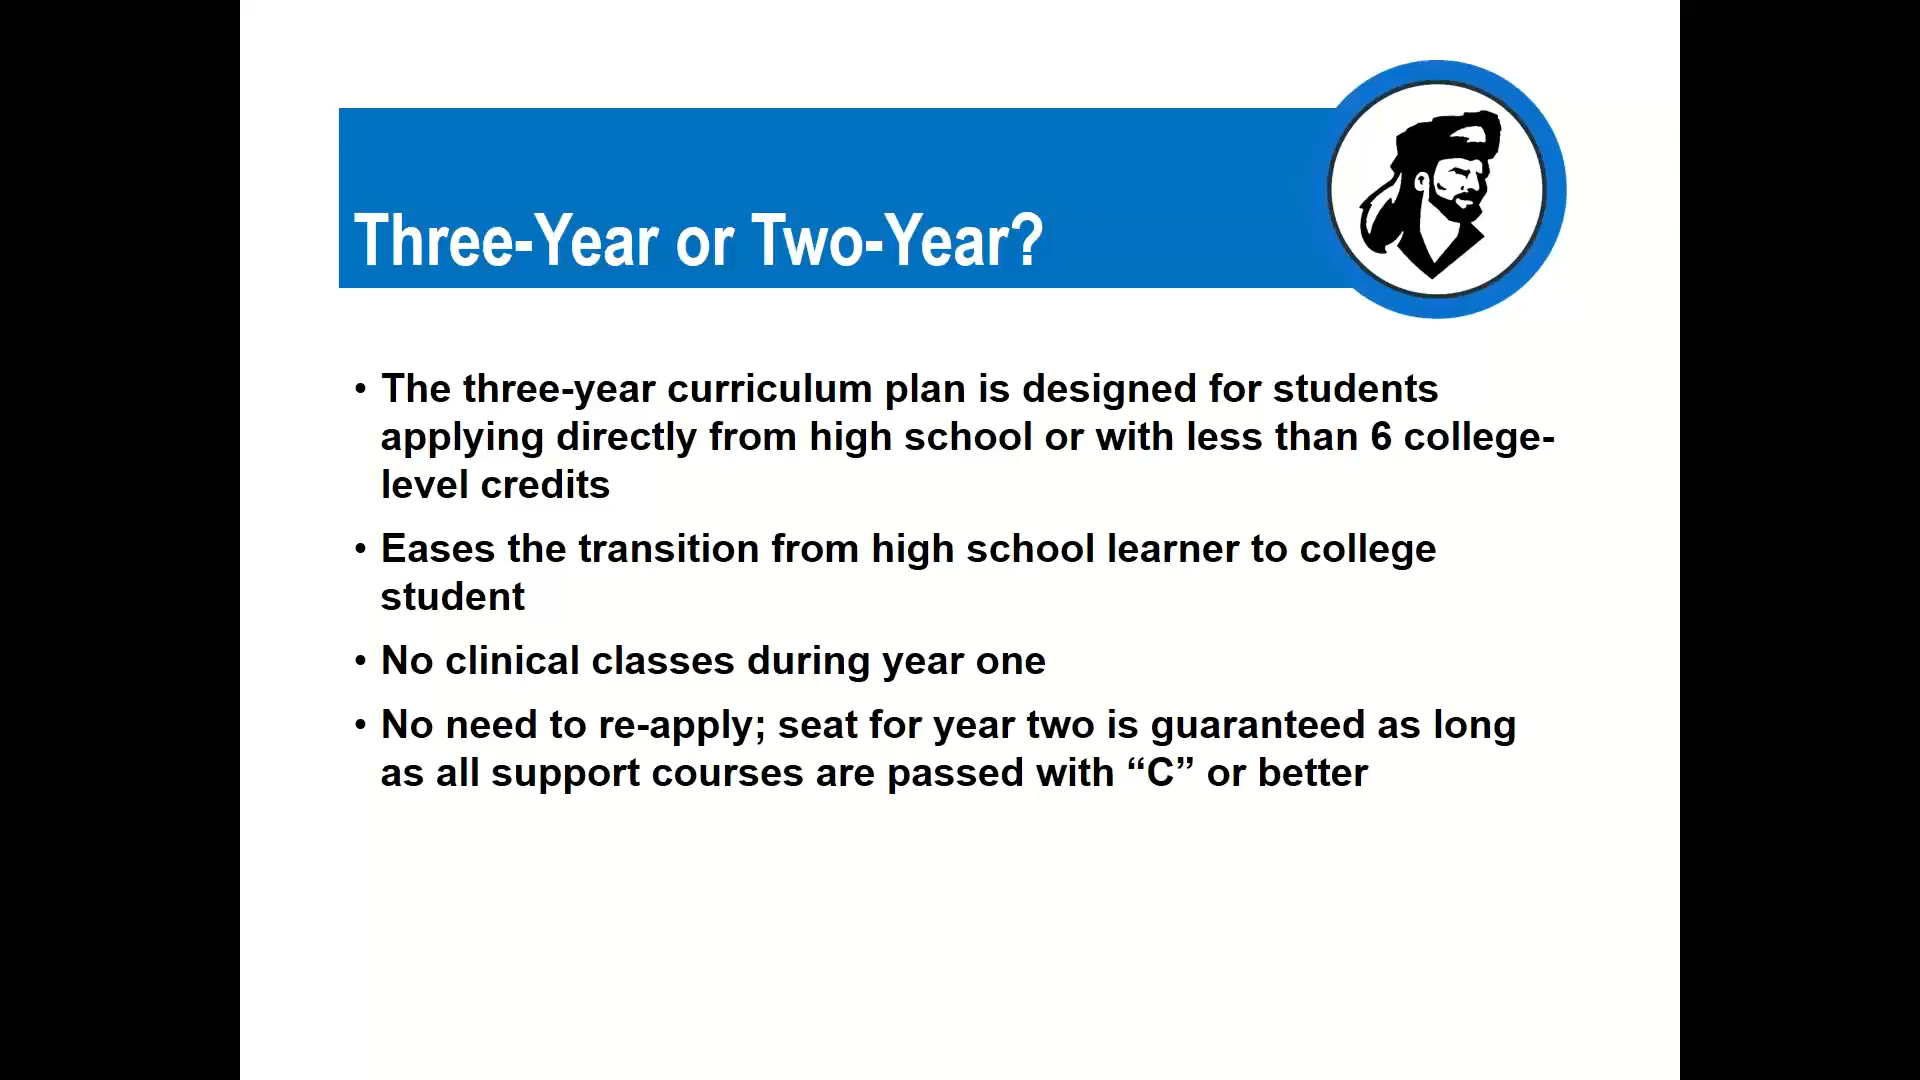 Three-Year or Two-Year?
• The three-year curriculum plan is designed for students
applying directly from high school or with less than 6 college-
level credits
• Eases the transition from high school learner to college
student
• No clinical classes during year one
• No need to re-apply; seat for year two is guaranteed as long
as all support courses are passed with “C” or better